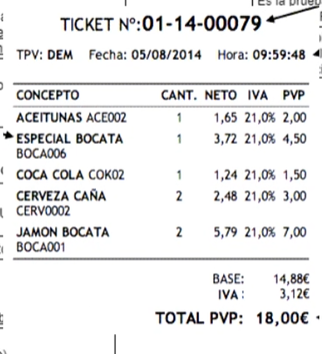 Es la prueb
TICKET Nº:01-14-00079
TPV: DEM Fecha: 05/08/2014 Hora: 09:59:48
CONCEPTO CANT. NETO IVA PVP
ACEITUNAS ACE002 1 1,65 21,0% 2,00
ESPECIAL BOCATA 1 3,72 21,0% 4,50
BOCA006
COCA COLA COK02 1 1,24 21,0% 1,50
CERVEZA CAÑA 2 2,48 21,0% 3,00
CERV0002
JAMON BOCATA 2 5,79 21,0% 7,00
BOCA001
BASE: 14,88€
IVA : 3,12€
TOTAL PVP: 18,00€